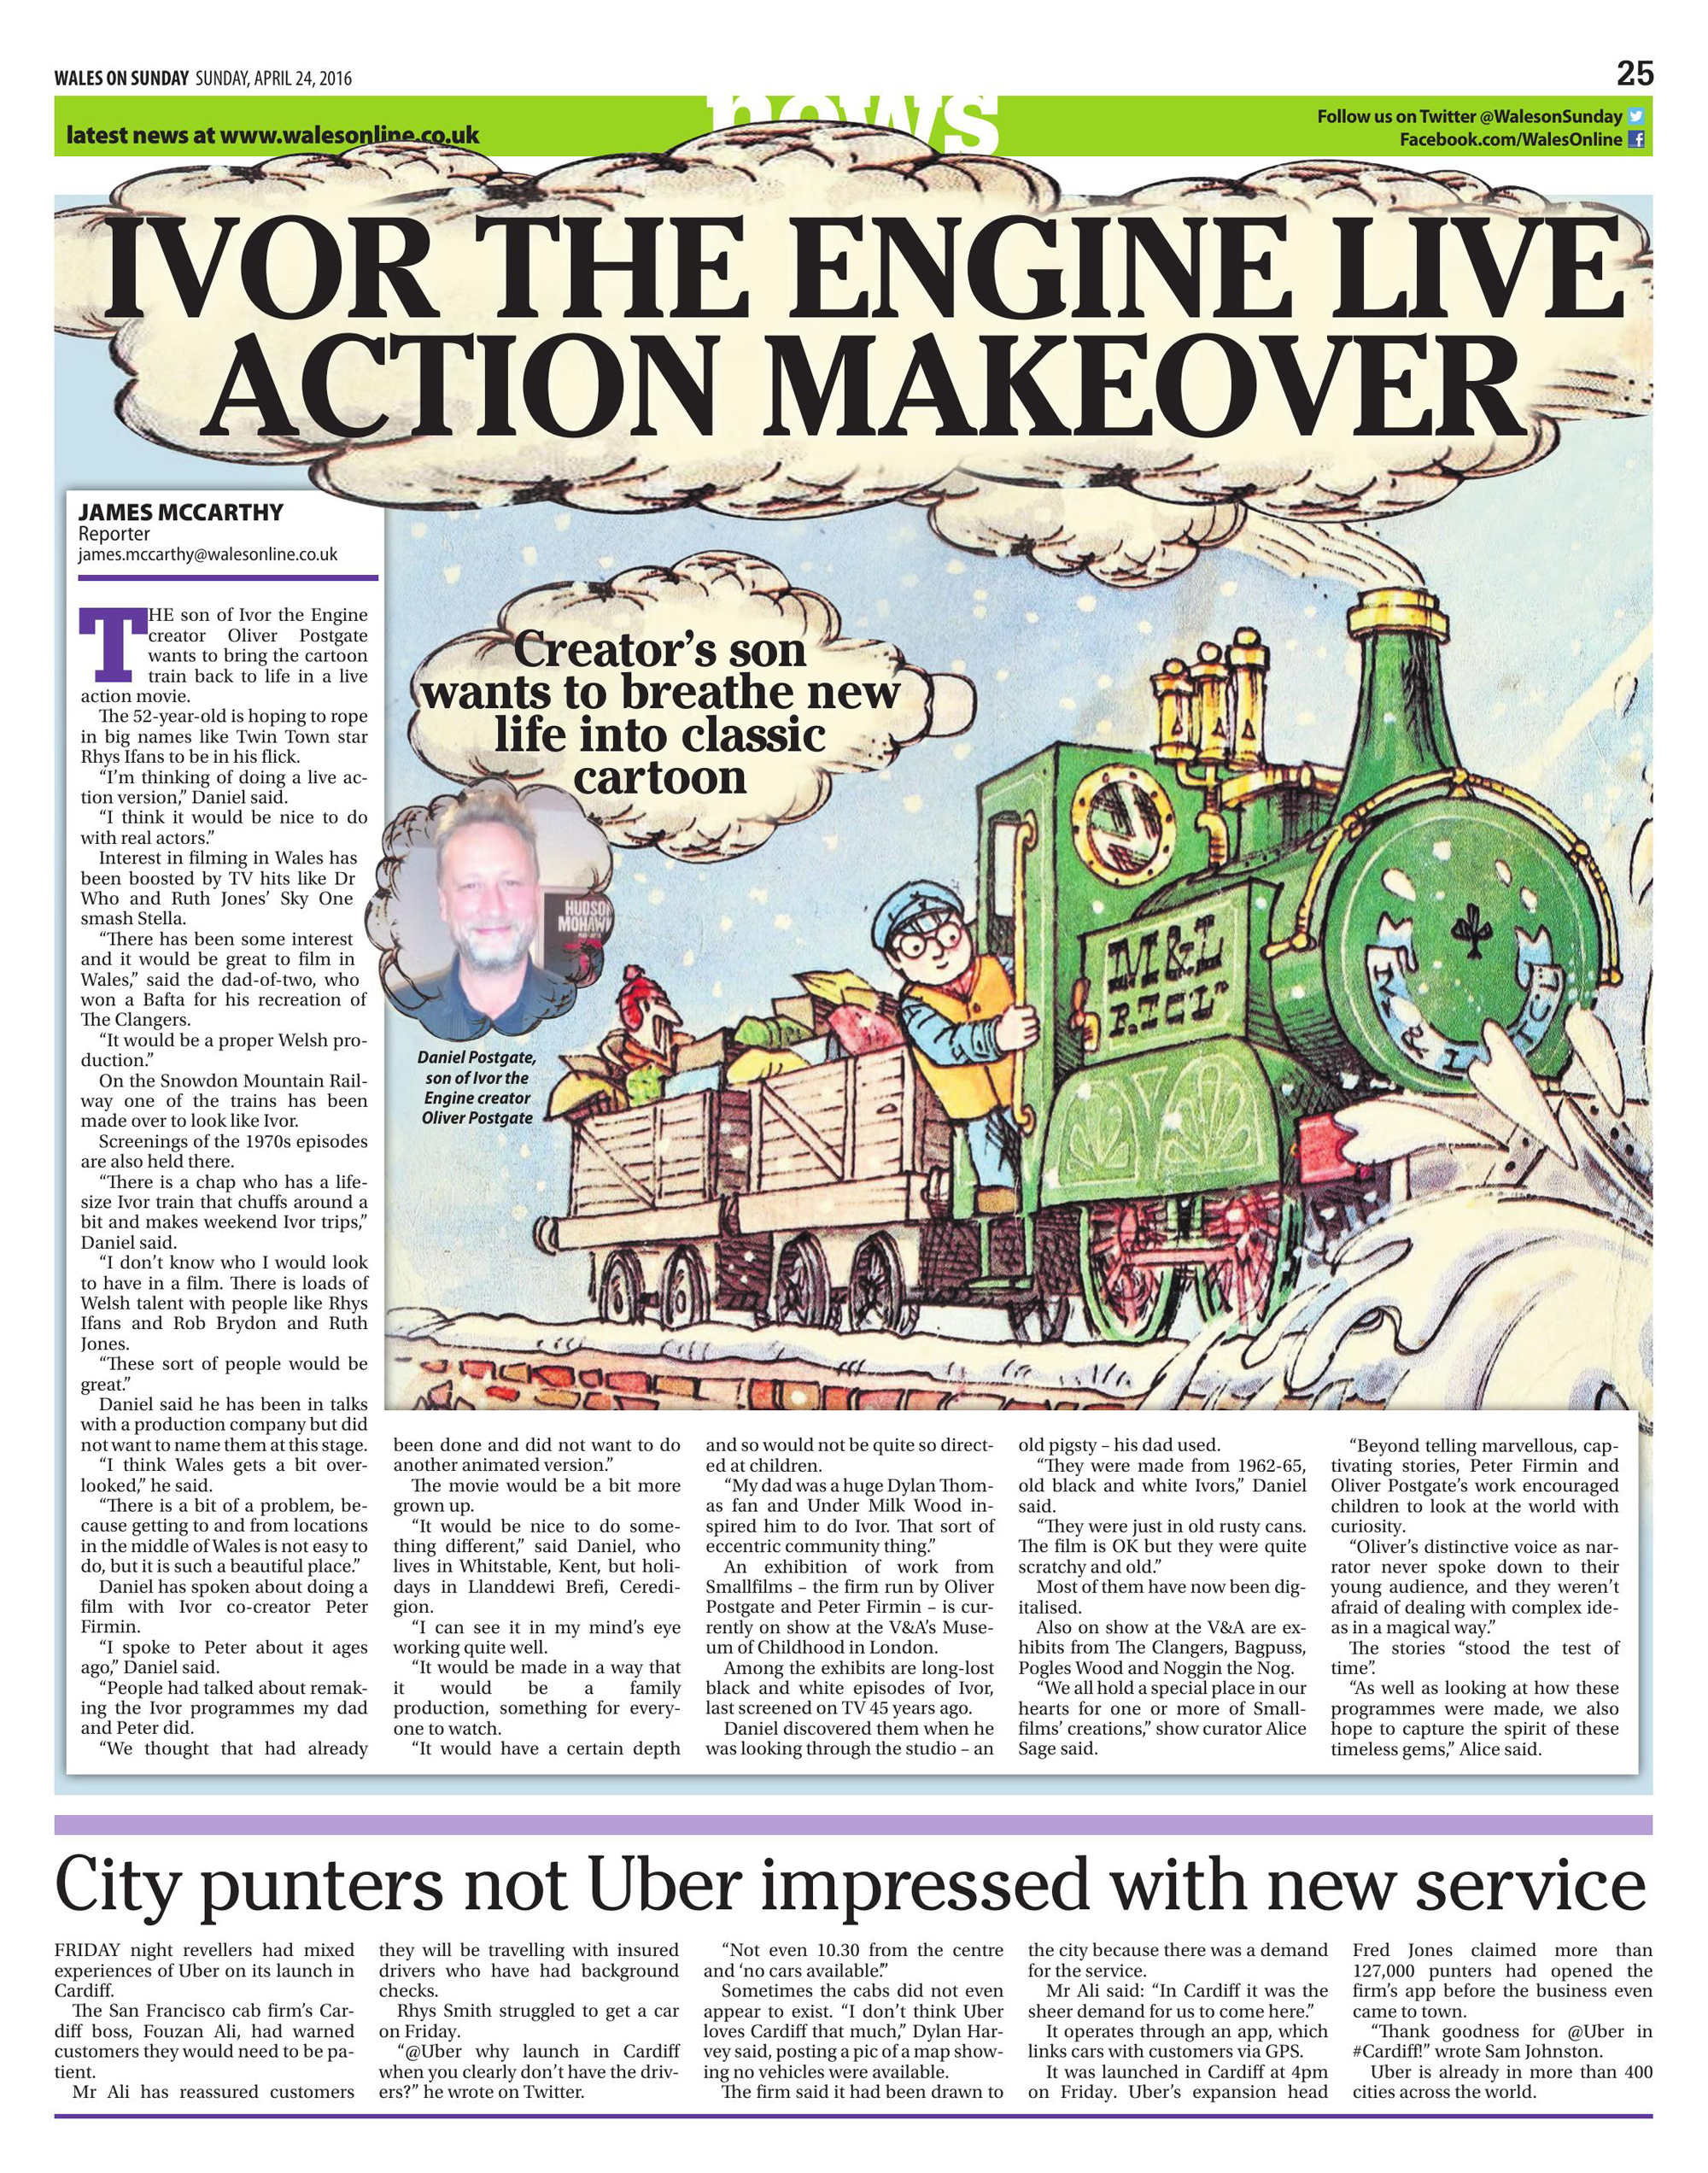 WALES ON SUNDAY SUNDAY, APRIL 24, 2016
25
latest news at www.walesonline.co.uk
news
Follow us on Twitter @WalesonSunday
Facebook.com/WalesOnline
IVOR THE ENGINE LIVE
ACTION MAKEOVER
JAMES MCCARTHY
Reporter
james.mccarthy@walesonline.co.uk
THE son of Ivor the Engine
creator Oliver Postgate
wants to bring the cartoon
train back to life in a live
action movie.
The 52-year-old is hoping to rope
in big names like Twin Town star
Rhys Ifans to be in his flick.
“I’m thinking of doing a live ac-
tion version,” Daniel said.
“I think it would be nice to do
with real actors.”
Interest in filming in Wales has
been boosted by TV hits like Dr
Who and Ruth Jones’ Sky One
smash Stella.
“There has been some interest
and it would be great to film in
Wales,” said the dad-of-two, who
won a Bafta for his recreation of
The Clangers.
“It would be a proper Welsh pro-
duction.”
On the Snowdon Mountain Rail-
way one of the trains has been
made over to look like Ivor.
Screenings of the 1970s episodes
are also held there.
“There is a chap who has a life-
size Ivor train that chuffs around a
bit and makes weekend Ivor trips,”
Daniel said.
“I don’t know who I would look
to have in a film. There is loads of
Welsh talent with people like Rhys
Ifans and Rob Brydon and Ruth
Jones.
“These sort of people would be
great.”
Daniel said he has been in talks
with a production company but did
not want to name them at this stage.
“I think Wales gets a bit over-
looked,” he said.
“There is a bit of a problem, be-
cause getting to and from locations
in the middle of Wales is not easy to
do, but it is such a beautiful place.”
Daniel has spoken about doing a
film with Ivor co-creator Peter
Firmin.
“I spoke to Peter about it ages
ago,” Daniel said.
“People had talked about remak-
ing the Ivor programmes my dad
and Peter did.
“We thought that had already
Creator’s son
wants to breathe new
life into classic
cartoon
HUDSO
MOHAW
Daniel Postgate,
son of Ivor the
Engine creator
Oliver Postgate
M&L
R.T.C.L
been done and did not want to do
another animated version.”
The movie would be a bit more
grown up.
“It would be nice to do some-
thing different,” said Daniel, who
lives in Whitstable, Kent, but holi-
days in Llanddewi Brefi, Ceredi-
gion.
“I can see it in my mind’s eye
working quite well.
“It would be made in a way that
it would be a family
production, something for every-
one to watch.
“It would have a certain depth
and so would not be quite so direct-
ed at children.
“My dad was a huge Dylan Thom-
as fan and Under Milk Wood in-
spired him to do Ivor. That sort of
eccentric community thing.”
An exhibition of work from
Smallfilms – the firm run by Oliver
Postgate and Peter Firmin – is cur-
rently on show at the V&A’s Muse-
um of Childhood in London.
Among the exhibits are long-lost
black and white episodes of Ivor,
last screened on TV 45 years ago.
Daniel discovered them when he
was looking through the studio – an
old pigsty – his dad used.
“They were made from 1962-65,
old black and white Ivors,” Daniel
said.
“They were just in old rusty cans.
The film is OK but they were quite
scratchy and old.”
Most of them have now been dig-
italised.
Also on show at the V&A are ex-
hibits from The Clangers, Bagpuss,
Pogles Wood and Noggin the Nog.
“We all hold a special place in our
hearts for one or more of Small-
films’ creations,” show curator Alice
Sage said.
“Beyond telling marvellous, cap-
tivating stories, Peter Firmin and
Oliver Postgate’s work encouraged
children to look at the world with
curiosity.
“Oliver’s distinctive voice as nar-
rator never spoke down to their
young audience, and they weren’t
afraid of dealing with complex ide-
as in a magical way.”
The stories “stood the test of
time”.
“As well as looking at how these
programmes were made, we also
hope to capture the spirit of these
timeless gems,” Alice said.
City punters not Uber impressed with new service
FRIDAY night revellers had mixed
experiences of Uber on its launch in
Cardiff.
The San Francisco cab firm’s Car-
diff boss, Fouzan Ali, had warned
customers they would need to be pa-
tient.
Mr Ali has reassured customers
they will be travelling with insured
drivers who have had background
checks.
Rhys Smith struggled to get a car
on Friday.
“@Uber why launch in Cardiff
when you clearly don’t have the driv-
ers?” he wrote on Twitter.
“Not even 10.30 from the centre
and ‘no cars available’.”
Sometimes the cabs did not even
appear to exist. “I don’t think Uber
loves Cardiff that much,” Dylan Har-
vey said, posting a pic of a map show-
ing no vehicles were available.
The firm said it had been drawn to
the city because there was a demand
for the service.
Mr Ali said: “In Cardiff it was the
sheer demand for us to come here.”
It operates through an app, which
links cars with customers via GPS.
It was launched in Cardiff at 4pm
on Friday. Uber’s expansion head
Fred Jones claimed more than
127,000 punters had opened the
firm’s app before the business even
came to town.
“Thank goodness for @Uber in
#Cardiff!” wrote Sam Johnston.
Uber is already in more than 400
cities across the world.